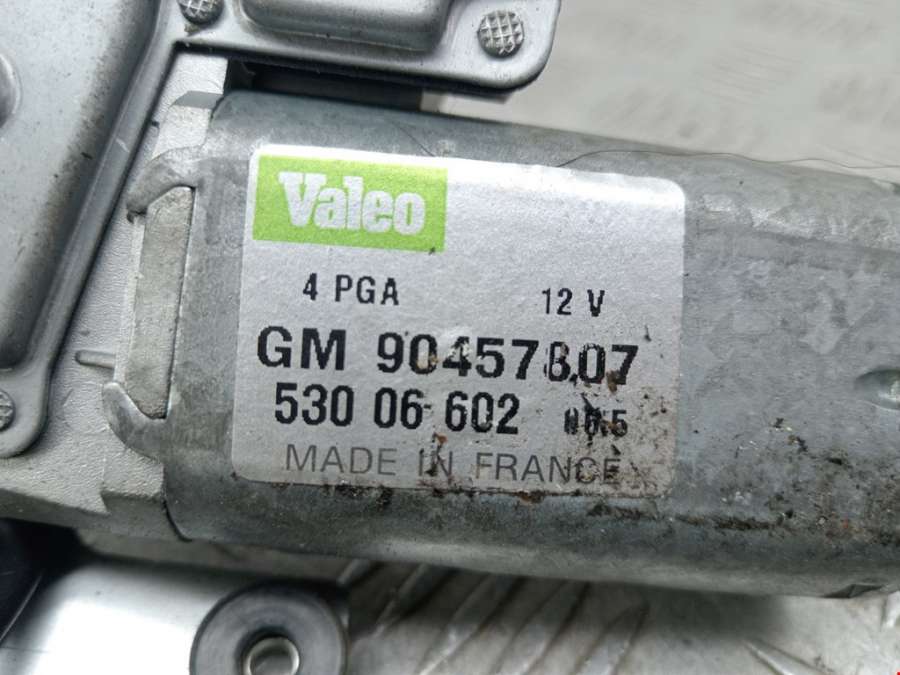 Valeo
4 PGA 12 V
GM 90457807
530 06 602
MADE IN FRANCE